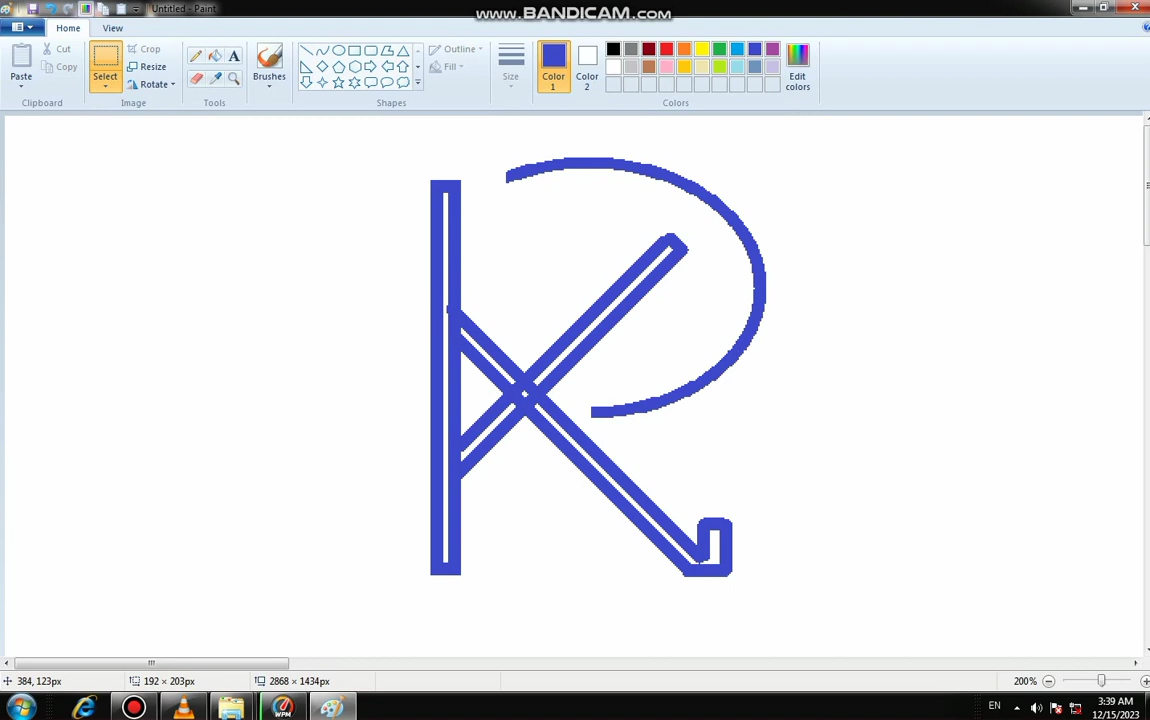 Untitled - Paint
www.BANDICAM.com
Home
View
Paste
Cut
Copy
Clipboard
Select
Crop
Resize
Rotate
Image
A
Tools
Brushes
Outline
Fill
Shapes
Size
Color 1
Color 2
Edit colors
Colors
384, 123px
192 × 203px
2868 × 1434px
200%
WPM
EN
3:39 AM
12/15/2023